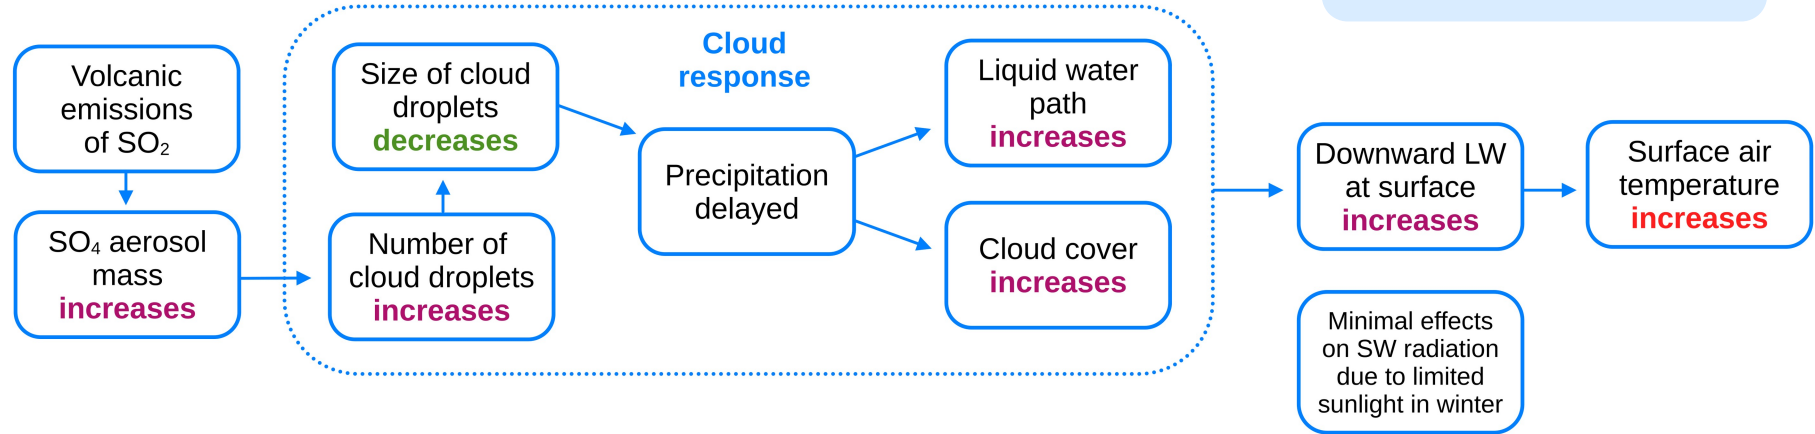 Volcanic
emissions
of SO₂
SO₄ aerosol
mass
increases
Cloud
response
Size of cloud
droplets
decreases
Number of
cloud droplets
increases
Precipitation
delayed
Liquid water
path
increases
Cloud cover
increases
Downward LW
at surface
increases
Surface air
temperature
increases
Minimal effects
on SW radiation
due to limited
sunlight in winter